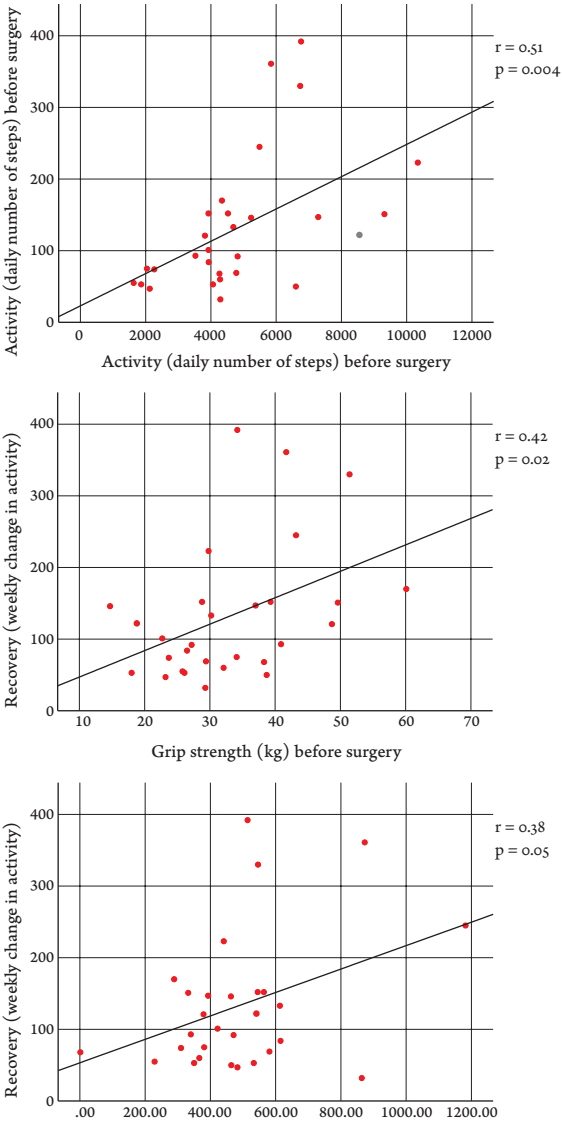 Activity (daily number of steps) before surgery
400
300
200
100
0
r = 0.51
p = 0.004
0 2000 4000 6000 8000 10000 12000
Activity (daily number of steps) before surgery
Recovery (weekly change in activity)
400
300
200
100
0
r = 0.42
p = 0.02
10 20 30 40 50 60 70
Grip strength (kg) before surgery
Recovery (weekly change in activity)
400
300
200
100
0
r = 0.38
p = 0.05
.00 200.00 400.00 600.00 800.00 1000.00 1200.00